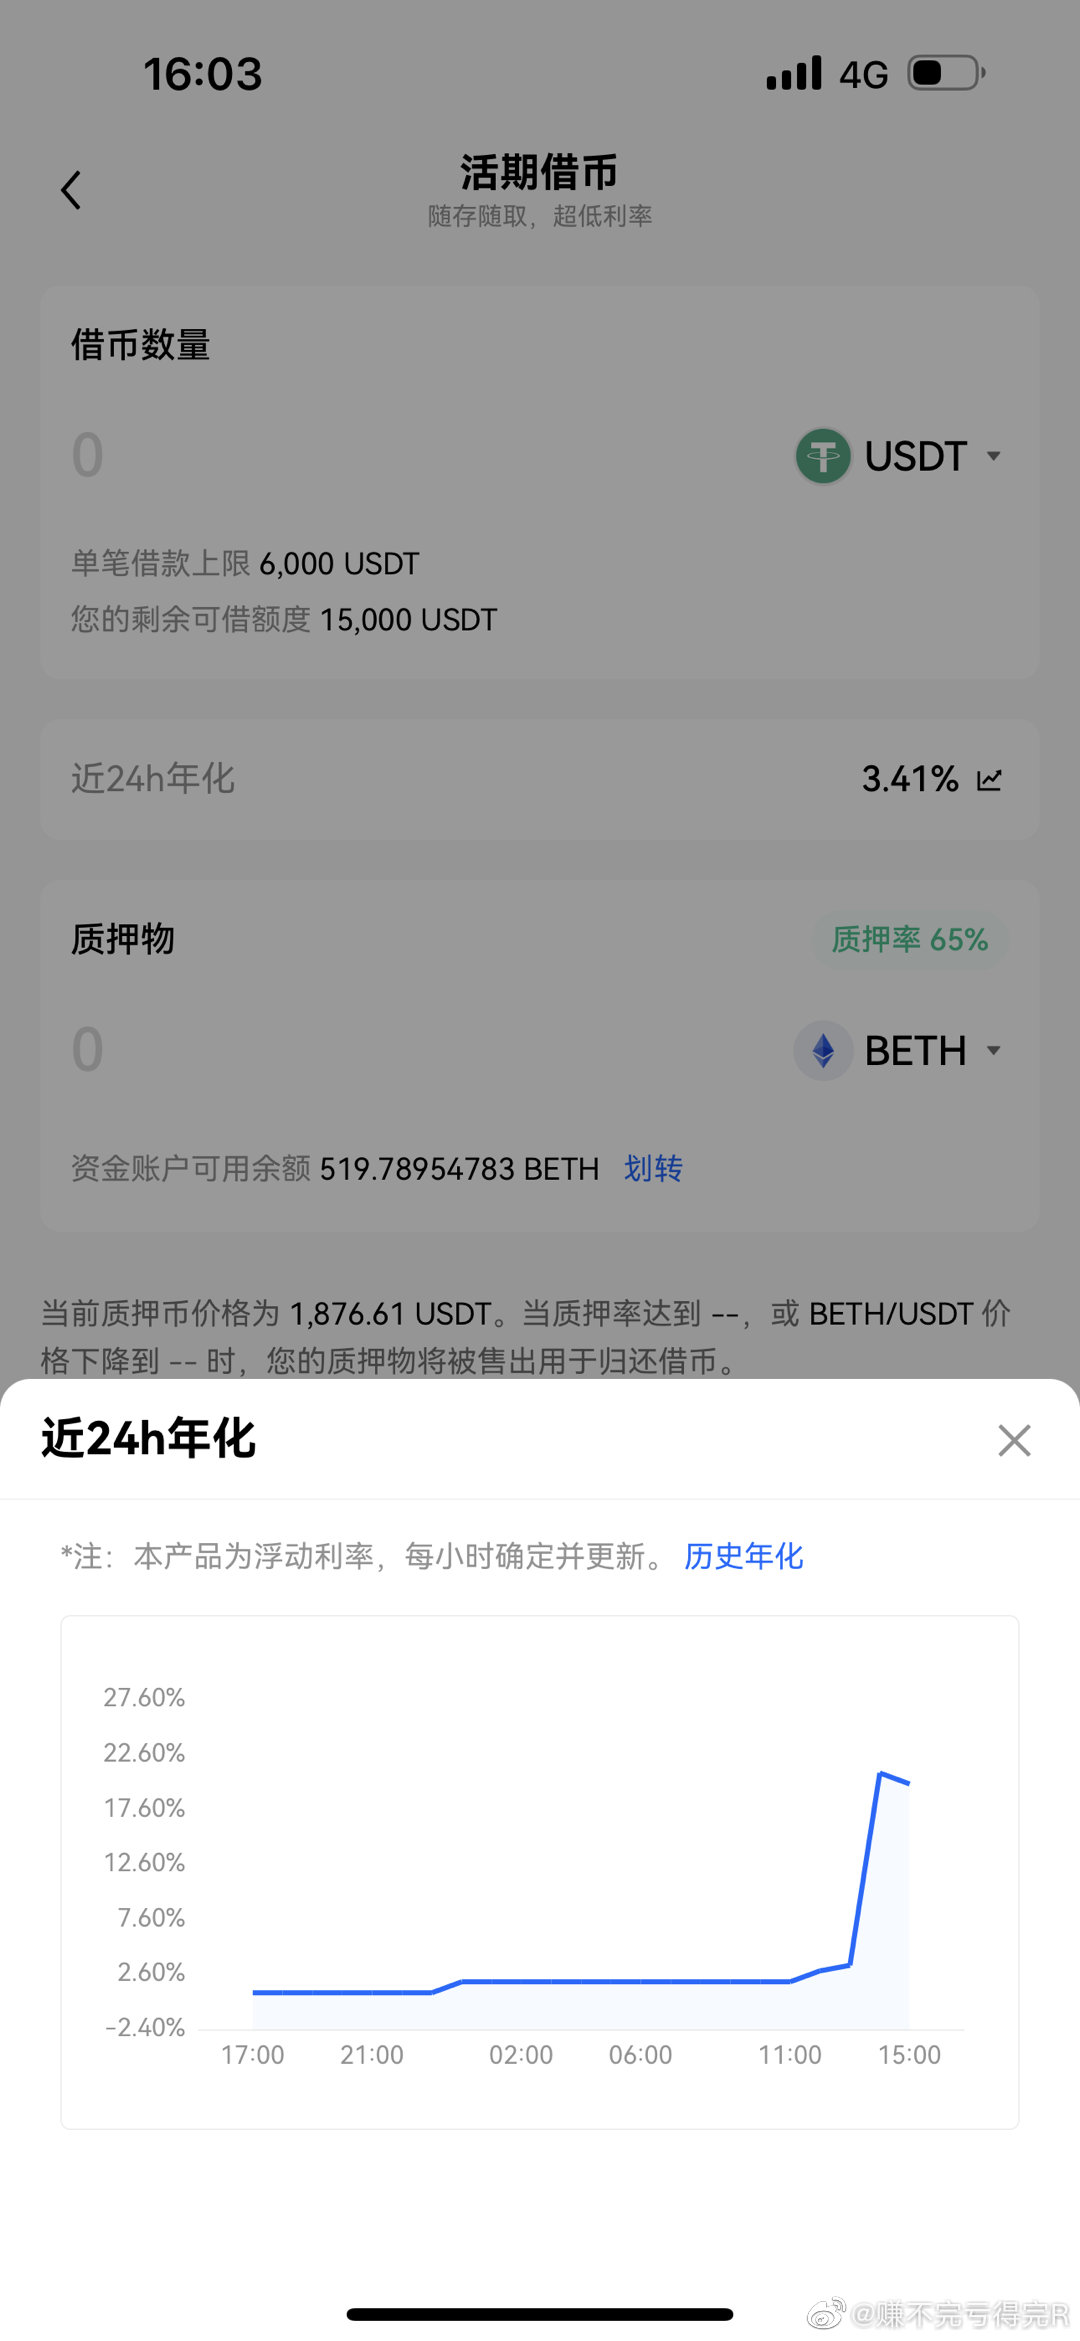 16:03
4G
活期借币
随存随取，超低利率
借币数量
0
USDT
单笔借款上限 6,000 USDT
您的剩余可借额度 15,000 USDT
近24h年化
3.41%
质押物
质押率 65%
0
BETH
资金账户可用余额 519.78954783 BETH 划转
当前质押币价格为 1,876.61 USDT。当质押率达到 --，或 BETH/USDT 价
格下降到 -- 时，您的质押物将被售出用于归还借币。
近24h年化
*注：本产品为浮动利率，每小时确定并更新。 历史年化
27.60%
22.60%
17.60%
12.60%
7.60%
2.60%
-2.40%
17:00 21:00 02:00 06:00 11:00 15:00
@赚不完亏得完R